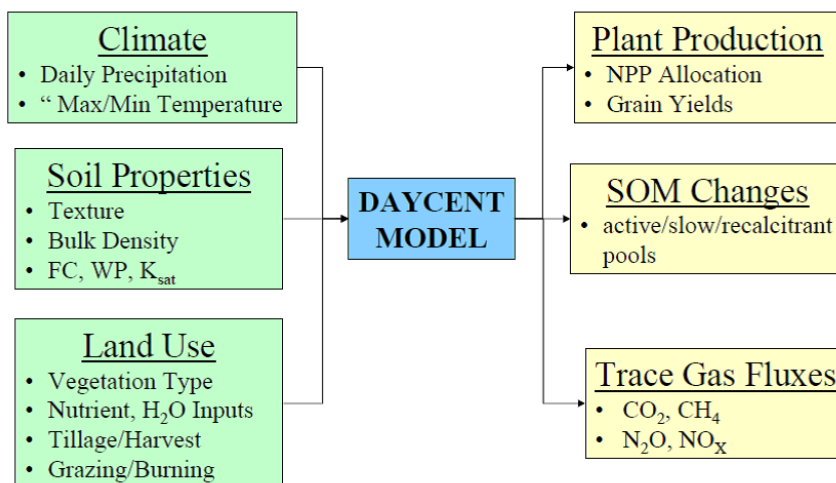 Climate
• Daily Precipitation
• “ Max/Min Temperature
Soil Properties
• Texture
• Bulk Density
• FC, WP, Ksat
Land Use
• Vegetation Type
• Nutrient, H2O Inputs
• Tillage/Harvest
• Grazing/Burning
DAYCENT
MODEL
Plant Production
• NPP Allocation
• Grain Yields
SOM Changes
• active/slow/recalcitrant
pools
Trace Gas Fluxes
• CO2, CH4
• N2O, NOX